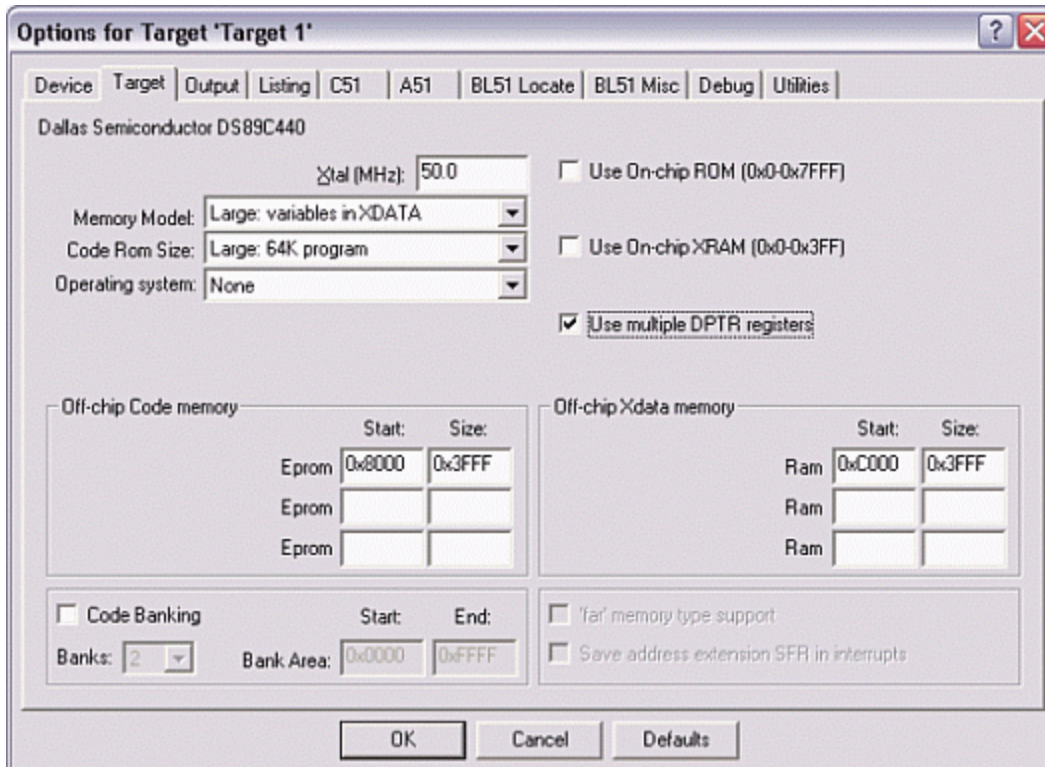 Options for Target 'Target 1'
Device Target Output Listing C51 A51 BL51 Locate BL51 Misc Debug Utilities
Dallas Semiconductor DS89C440
Xtal (MHz): 50.0
Use On-chip ROM (0x0-0x7FFF)
Memory Model: Large: variables in XDATA
Code Rom Size: Large: 64K program
Use On-chip XRAM (0x0-0x3FF)
Operating system: None
Use multiple DPTR registers
Off-chip Code memory
Start: Size:
Eprom 0x8000 0x3FFF
Eprom
Eprom
Off-chip Xdata memory
Start: Size:
Ram 0xC000 0x3FFF
Ram
Ram
Code Banking Start: End:
Banks: 2 Bank Area: 0x0000 0xFFFF
'far' memory type support
Save address extension SFR in interrupts
OK Cancel Defaults